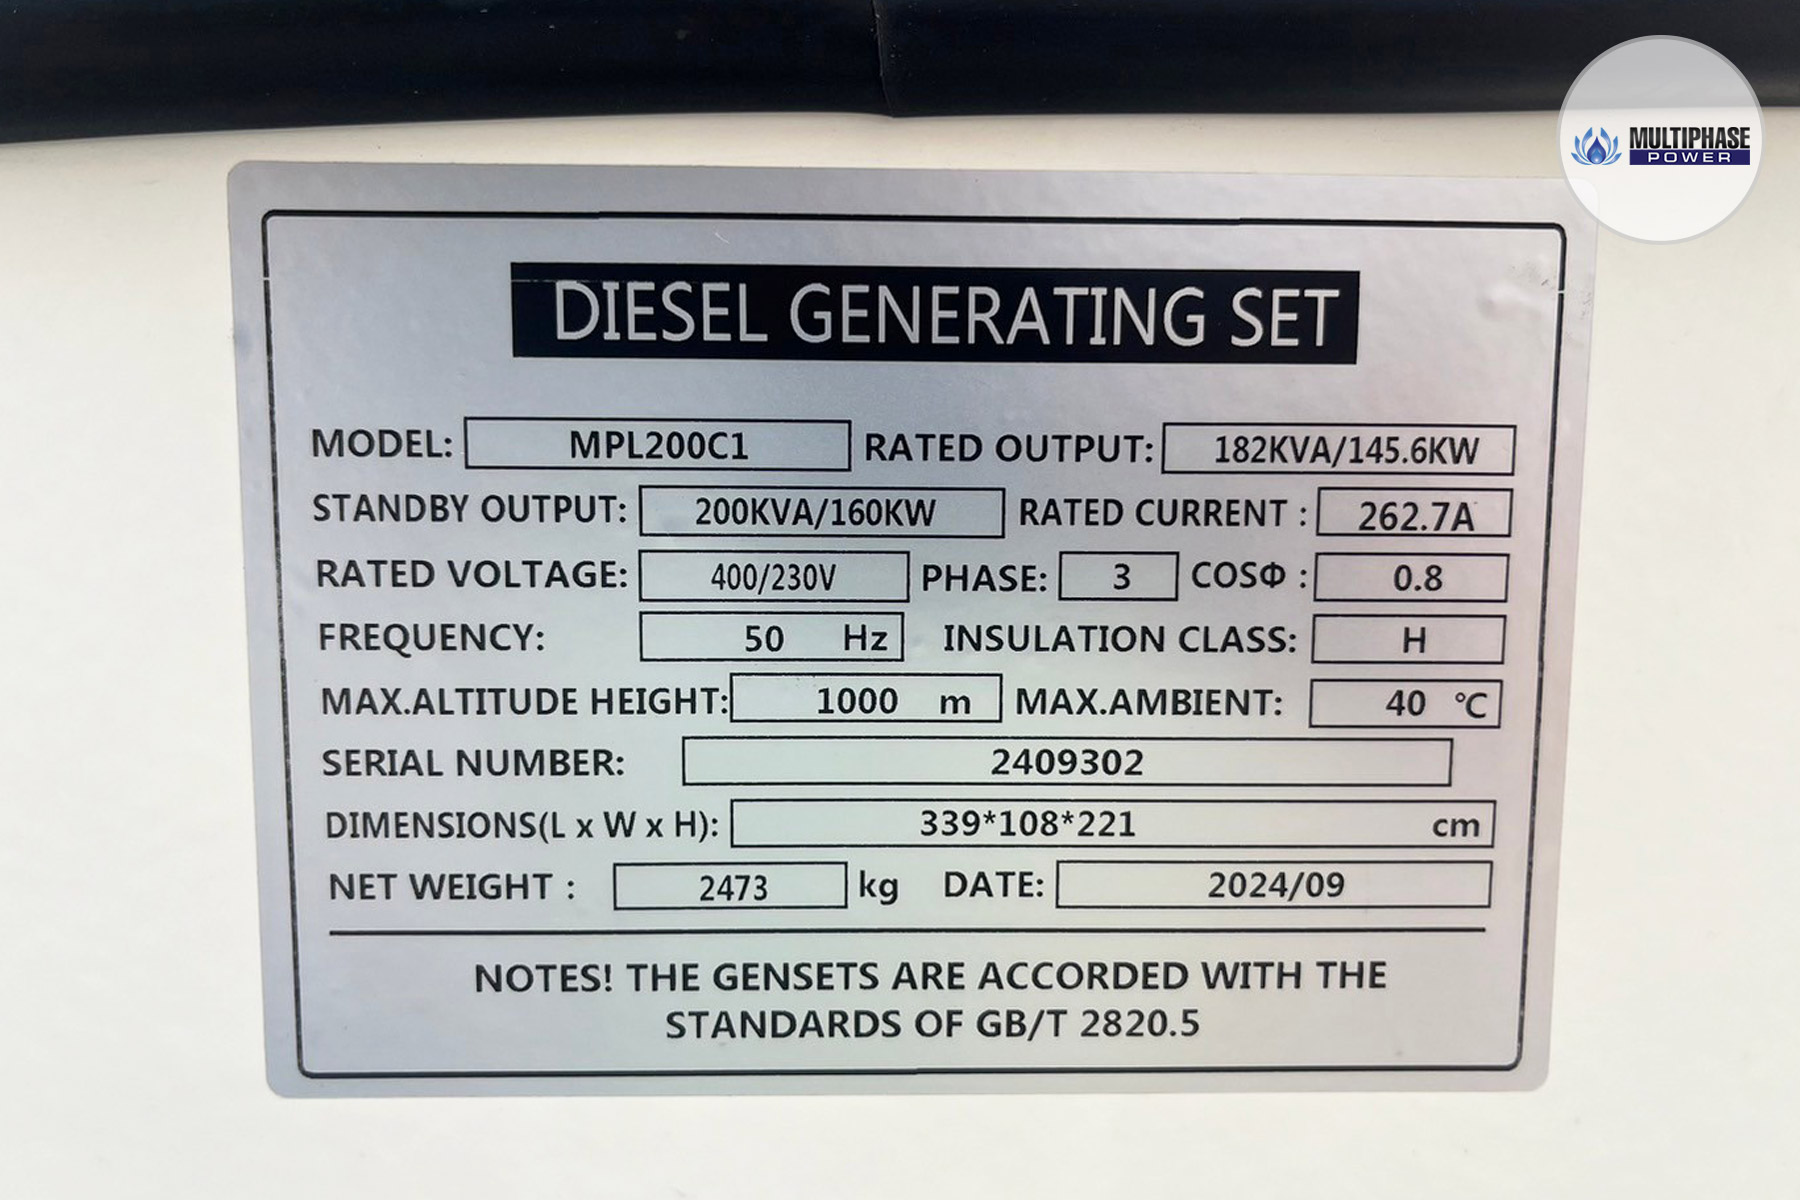 MULTIPHASE
POWER
DIESEL GENERATING SET
MODEL: MPL200C1 RATED OUTPUT: 182KVA/145.6KW
STANDBY OUTPUT: 200KVA/160KW RATED CURRENT : 262.7A
RATED VOLTAGE: 400/230V PHASE: 3 COSΦ : 0.8
FREQUENCY: 50 Hz INSULATION CLASS: H
MAX.ALTITUDE HEIGHT: 1000 m MAX.AMBIENT: 40 ℃
SERIAL NUMBER: 2409302
DIMENSIONS(L x W x H): 339*108*221 cm
NET WEIGHT : 2473 kg DATE: 2024/09
NOTES! THE GENSETS ARE ACCORDED WITH THE
STANDARDS OF GB/T 2820.5